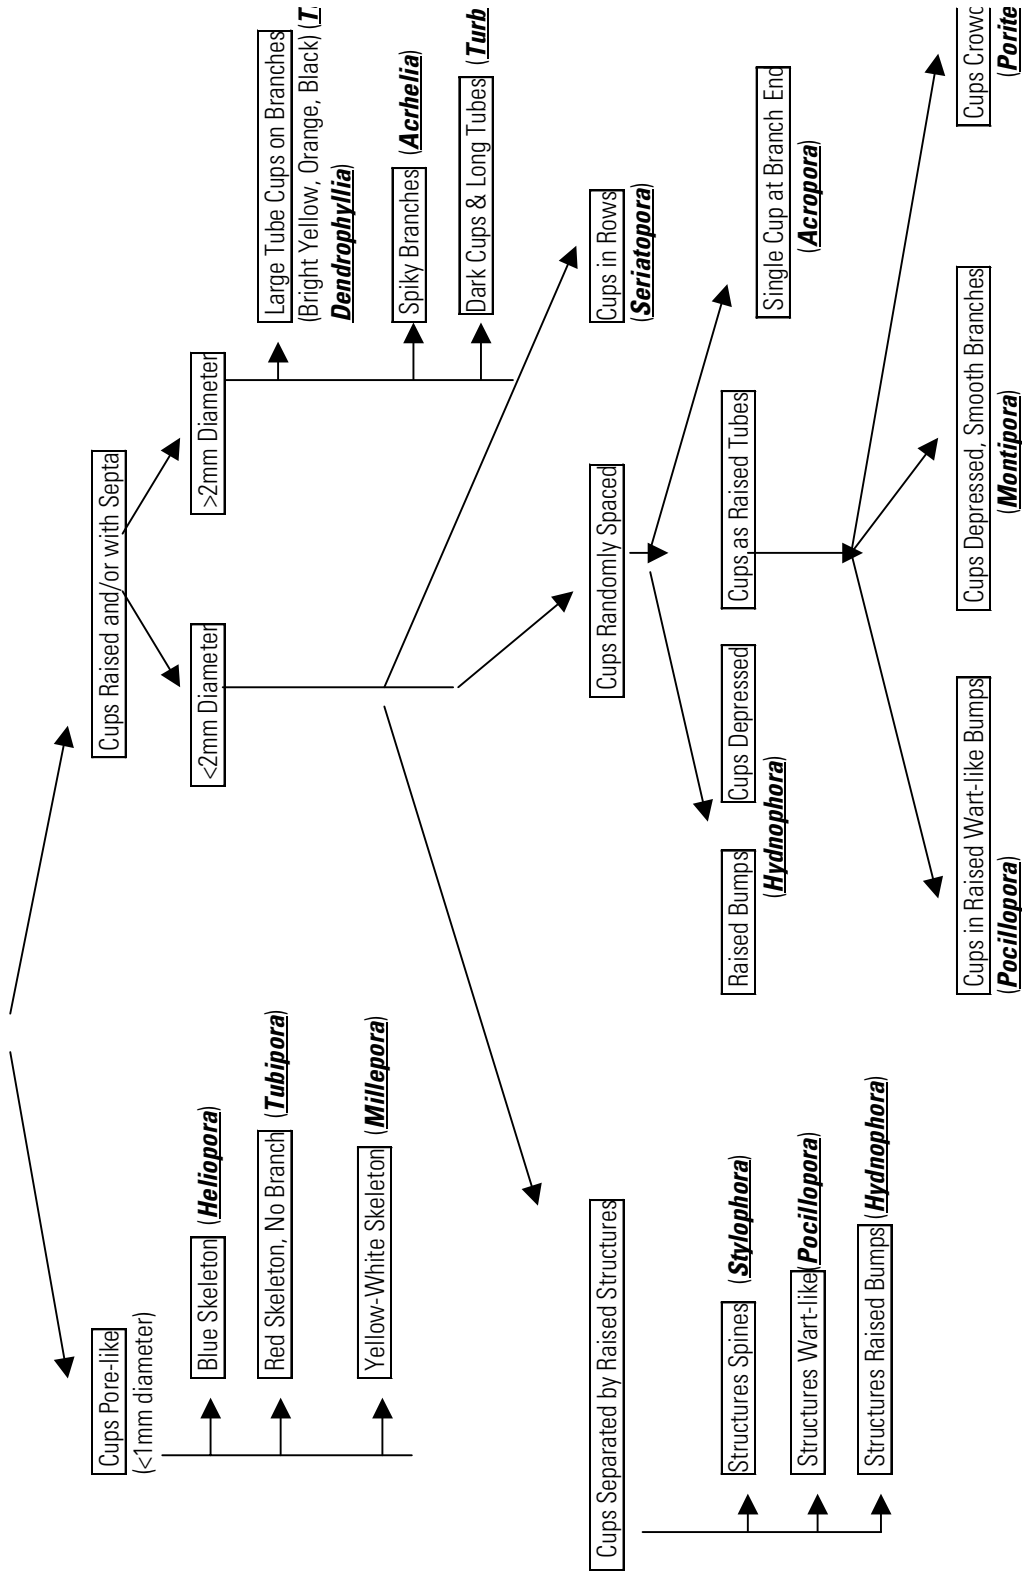 Cups Pore-like
(<1mm diameter)
Blue Skeleton (Heliopora)
Red Skeleton, No Branch (Tubipora)
Yellow-White Skeleton (Millepora)
Cups Raised and/or with Septa
<2mm Diameter
>2mm Diameter
Large Tube Cups on Branches
(Bright Yellow, Orange, Black)
Dendrophyllia)
Spiky Branches (Acrhelia)
Dark Cups & Long Tubes
Cups Separated by Raised Structures
Structures Spines (Stylophora)
Structures Wart-like (Pocillopora)
Structures Raised Bumps (Hydnophora)
Cups Randomly Spaced
Cups in Rows
(Seriatopora)
Raised Bumps
(Hydnophora)
Cups Depressed
Cups as Raised Tubes
Single Cup at Branch End
(Acropora)
Cups in Raised Wart-like Bumps
(Pocillopora)
Cups Depressed, Smooth Branches
(Montipora)
Cups